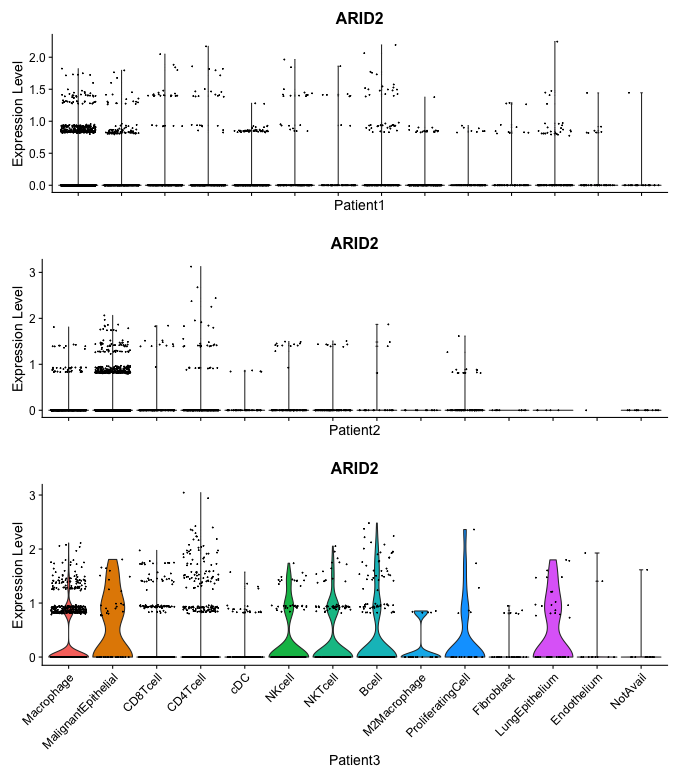 ARID2
Expression Level
2.0
1.5
1.0
0.5
0.0
Patient1
ARID2
Expression Level
3
2
1
0
Patient2
ARID2
Expression Level
3
2
1
0
Macrophage
MalignantEpithelial
CD8Tcell
CD4Tcell
cDC
NKcell
NKTcell
Bcell
M2Macrophage
ProliferatingCell
Fibroblast
LungEpithelium
Endothelium
NotAvail
Patient3